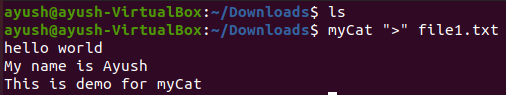 ayush@ayush-VirtualBox:~/Downloads$ ls
ayush@ayush-VirtualBox:~/Downloads$ myCat ">" file1.txt
hello world
My name is Ayush
This is demo for myCat